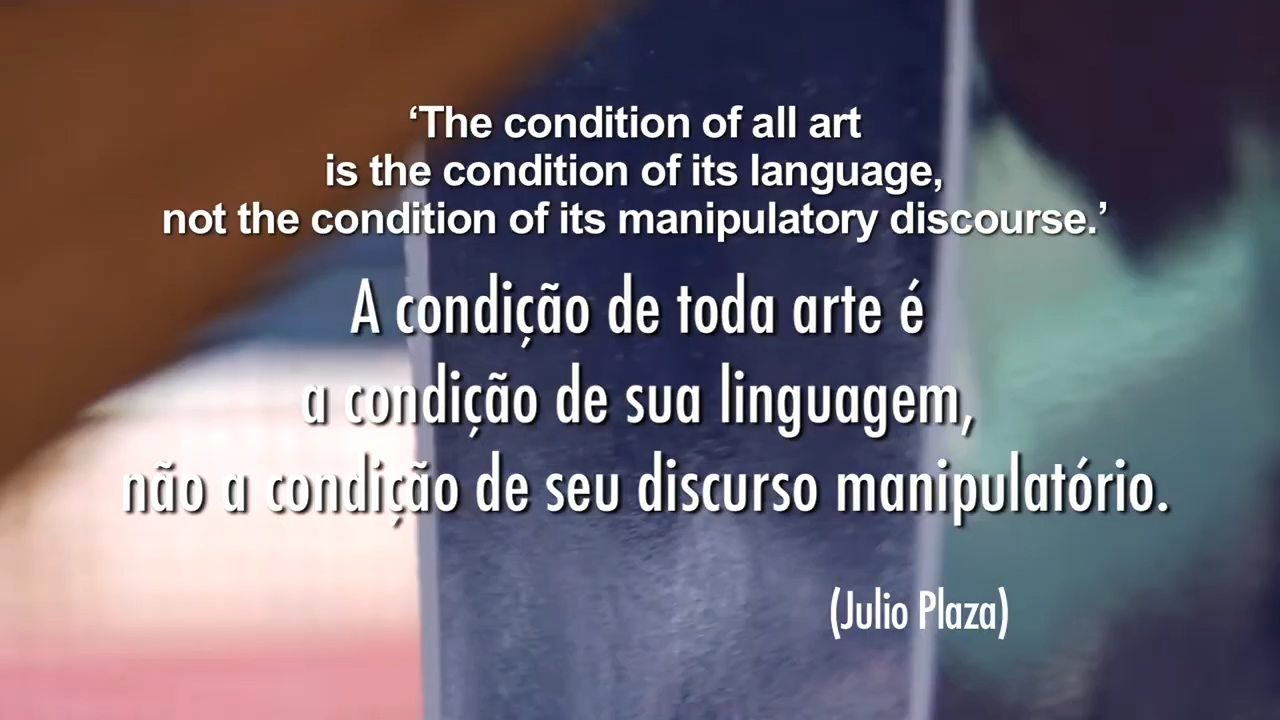 ‘The condition of all art
is the condition of its language,
not the condition of its manipulatory discourse.’
A condição de toda arte é
a condição de sua linguagem,
não a condição de seu discurso manipulatório.
(Julio Plaza)